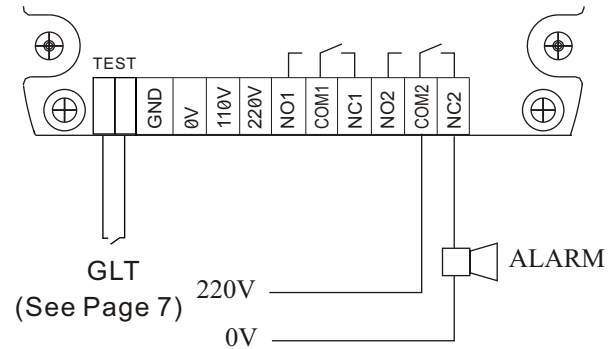 TEST
GND
0V
110V
220V
NO1
COM1
NC1
NO2
COM2
NC2
GLT
(See Page 7)
220V
0V
ALARM